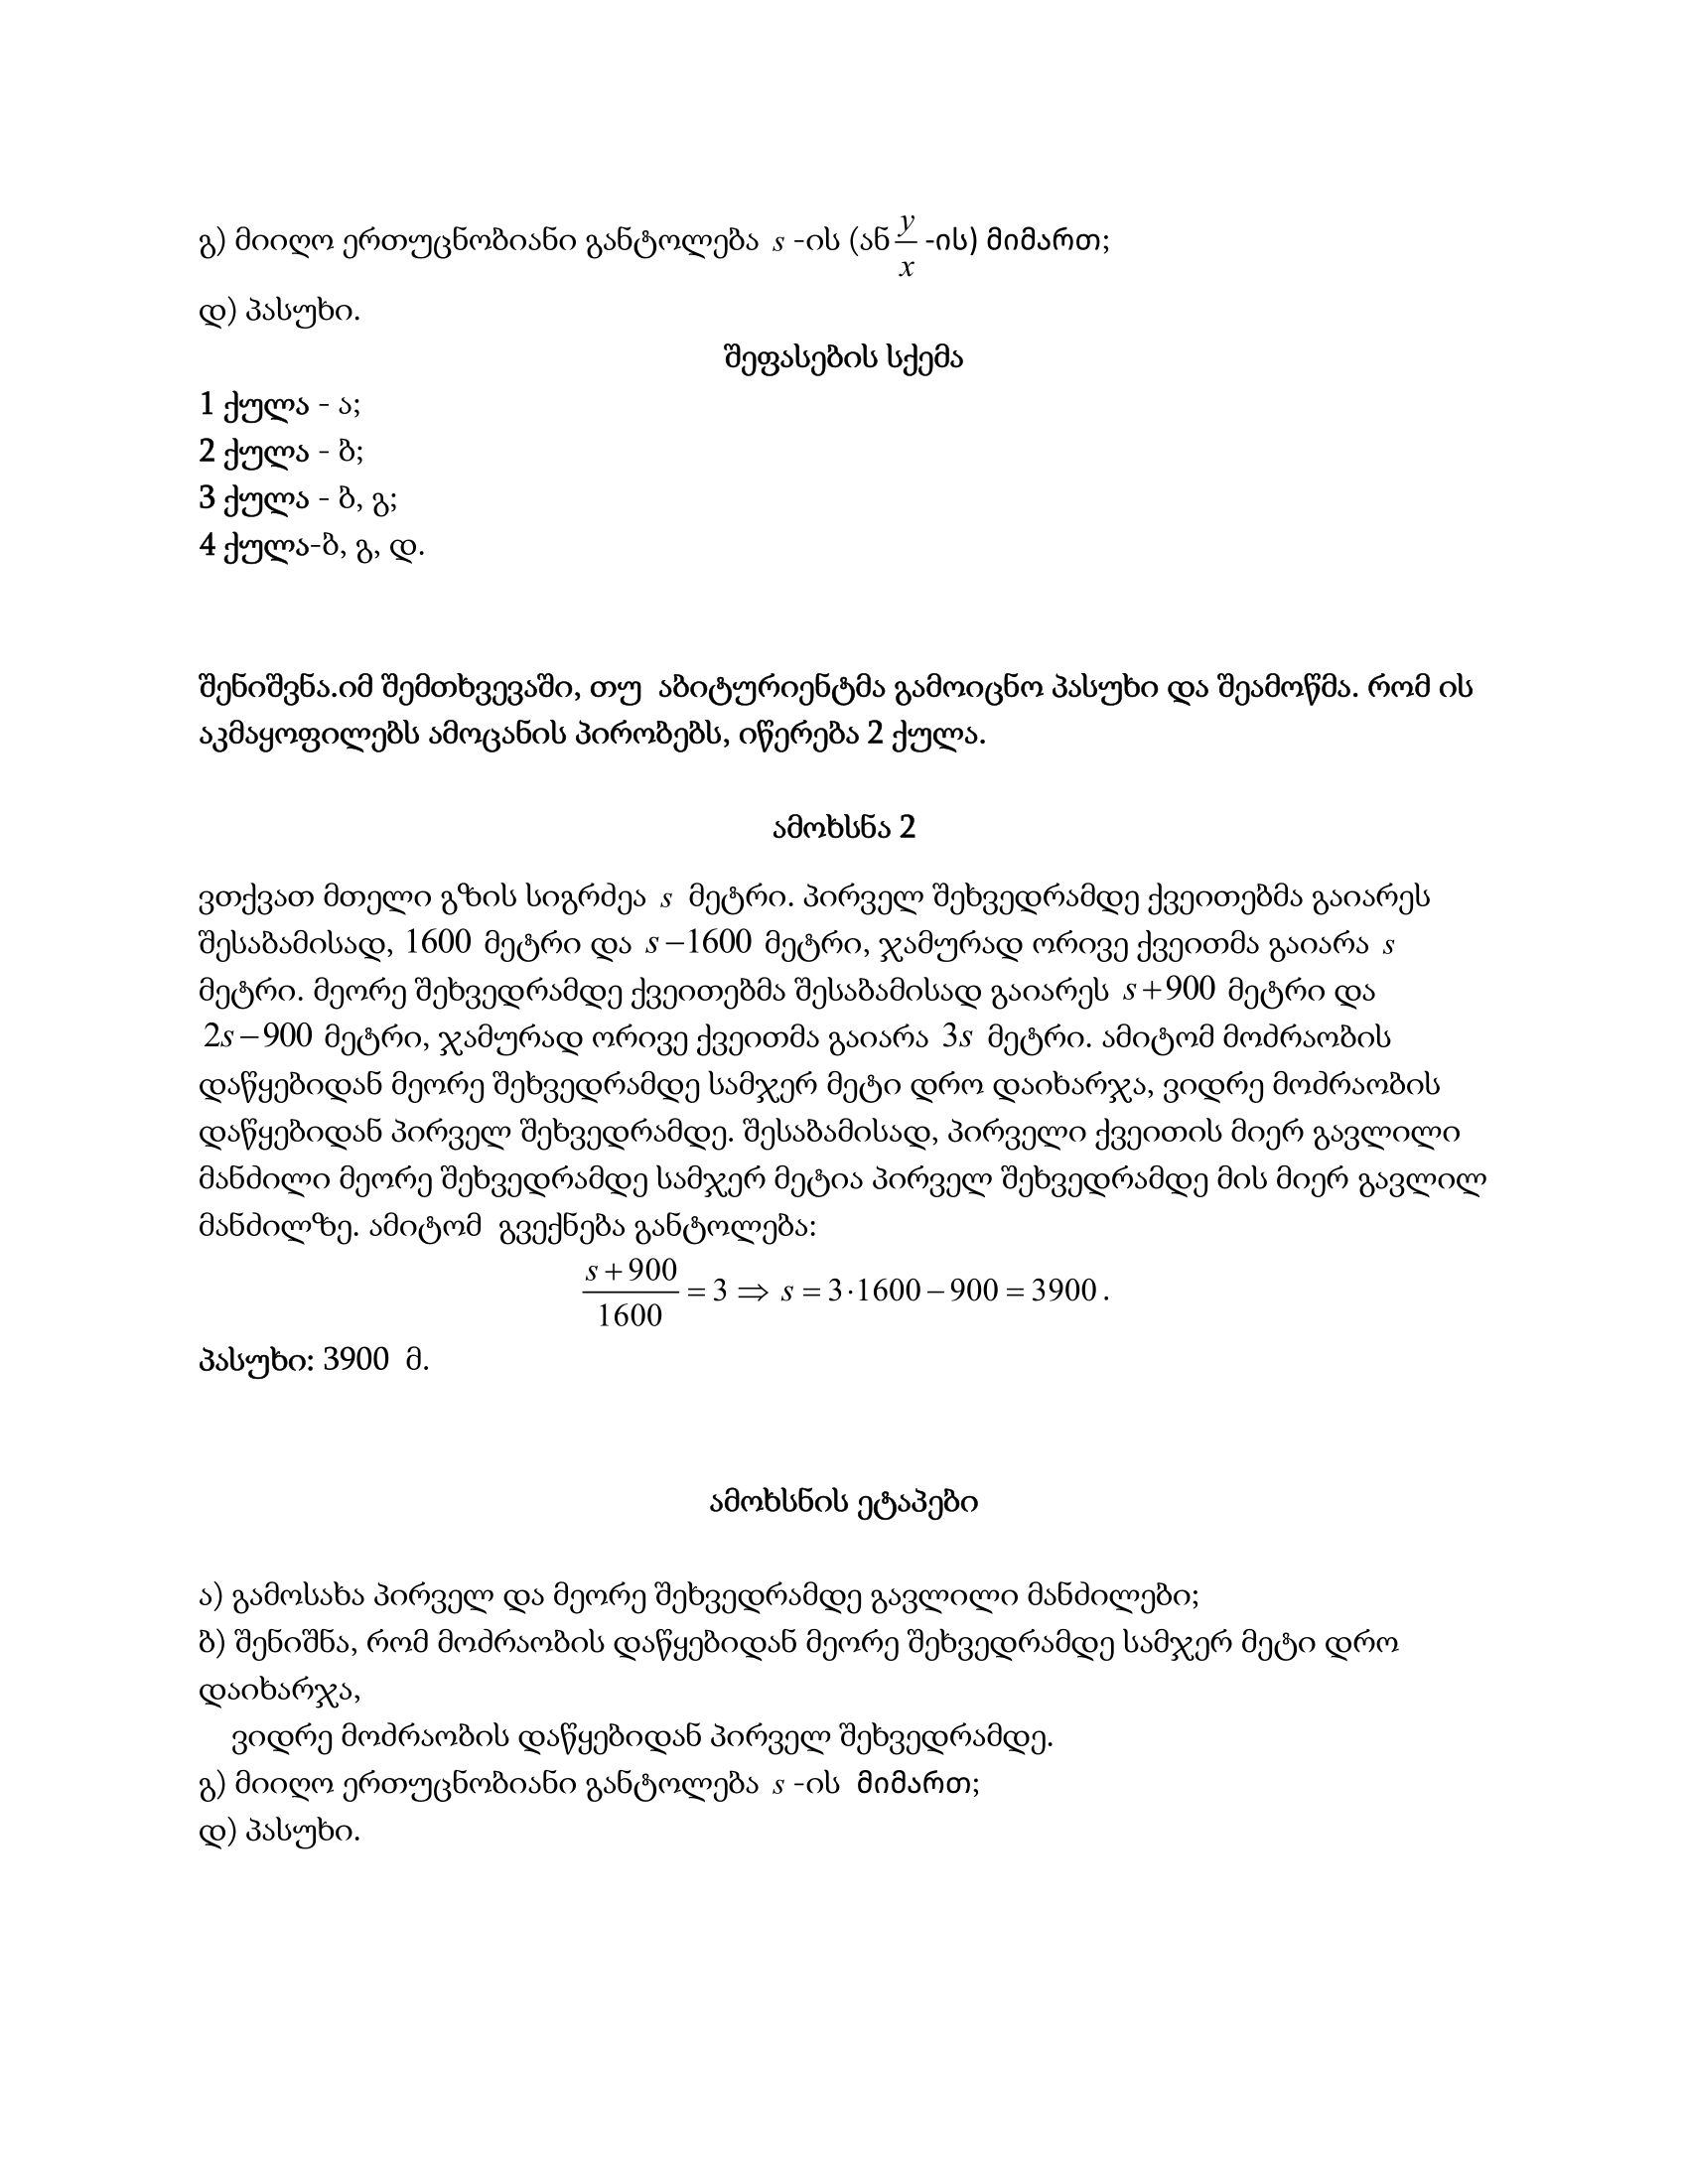 გ) მიიღო ერთუცნობიანი განტოლება s -ის (ან y/x -ის) მიმართ;
დ) პასუხი.
შეფასების სქემა
1 ქულა - ა;
2 ქულა - ბ;
3 ქულა - ბ, გ;
4 ქულა-ბ, გ, დ.
შენიშვნა.იმ შემთხვევაში, თუ აბიტურიენტმა გამოიცნო პასუხი და შეამოწმა. რომ ის
აკმაყოფილებს ამოცანის პირობებს, იწერება 2 ქულა.
ამოხსნა 2
ვთქვათ მთელი გზის სიგრძეა s მეტრი. პირველ შეხვედრამდე ქვეითებმა გაიარეს
შესაბამისად, 1600 მეტრი და s−1600 მეტრი, ჯამურად ორივე ქვეითმა გაიარა s
მეტრი. მეორე შეხვედრამდე ქვეითებმა შესაბამისად გაიარეს s+900 მეტრი და
2s−900 მეტრი, ჯამურად ორივე ქვეითმა გაიარა 3s მეტრი. ამიტომ მოძრაობის
დაწყებიდან მეორე შეხვედრამდე სამჯერ მეტი დრო დაიხარჯა, ვიდრე მოძრაობის
დაწყებიდან პირველ შეხვედრამდე. შესაბამისად, პირველი ქვეითის მიერ გავლილი
მანძილი მეორე შეხვედრამდე სამჯერ მეტია პირველ შეხვედრამდე მის მიერ გავლილ
მანძილზე. ამიტომ გვექნება განტოლება:
(s+900)/1600 = 3 ⇒ s = 3·1600−900 = 3900.
პასუხი: 3900 მ.
ამოხსნის ეტაპები
ა) გამოსახა პირველ და მეორე შეხვედრამდე გავლილი მანძილები;
ბ) შენიშნა, რომ მოძრაობის დაწყებიდან მეორე შეხვედრამდე სამჯერ მეტი დრო
დაიხარჯა,
ვიდრე მოძრაობის დაწყებიდან პირველ შეხვედრამდე.
გ) მიიღო ერთუცნობიანი განტოლება s -ის მიმართ;
დ) პასუხი.